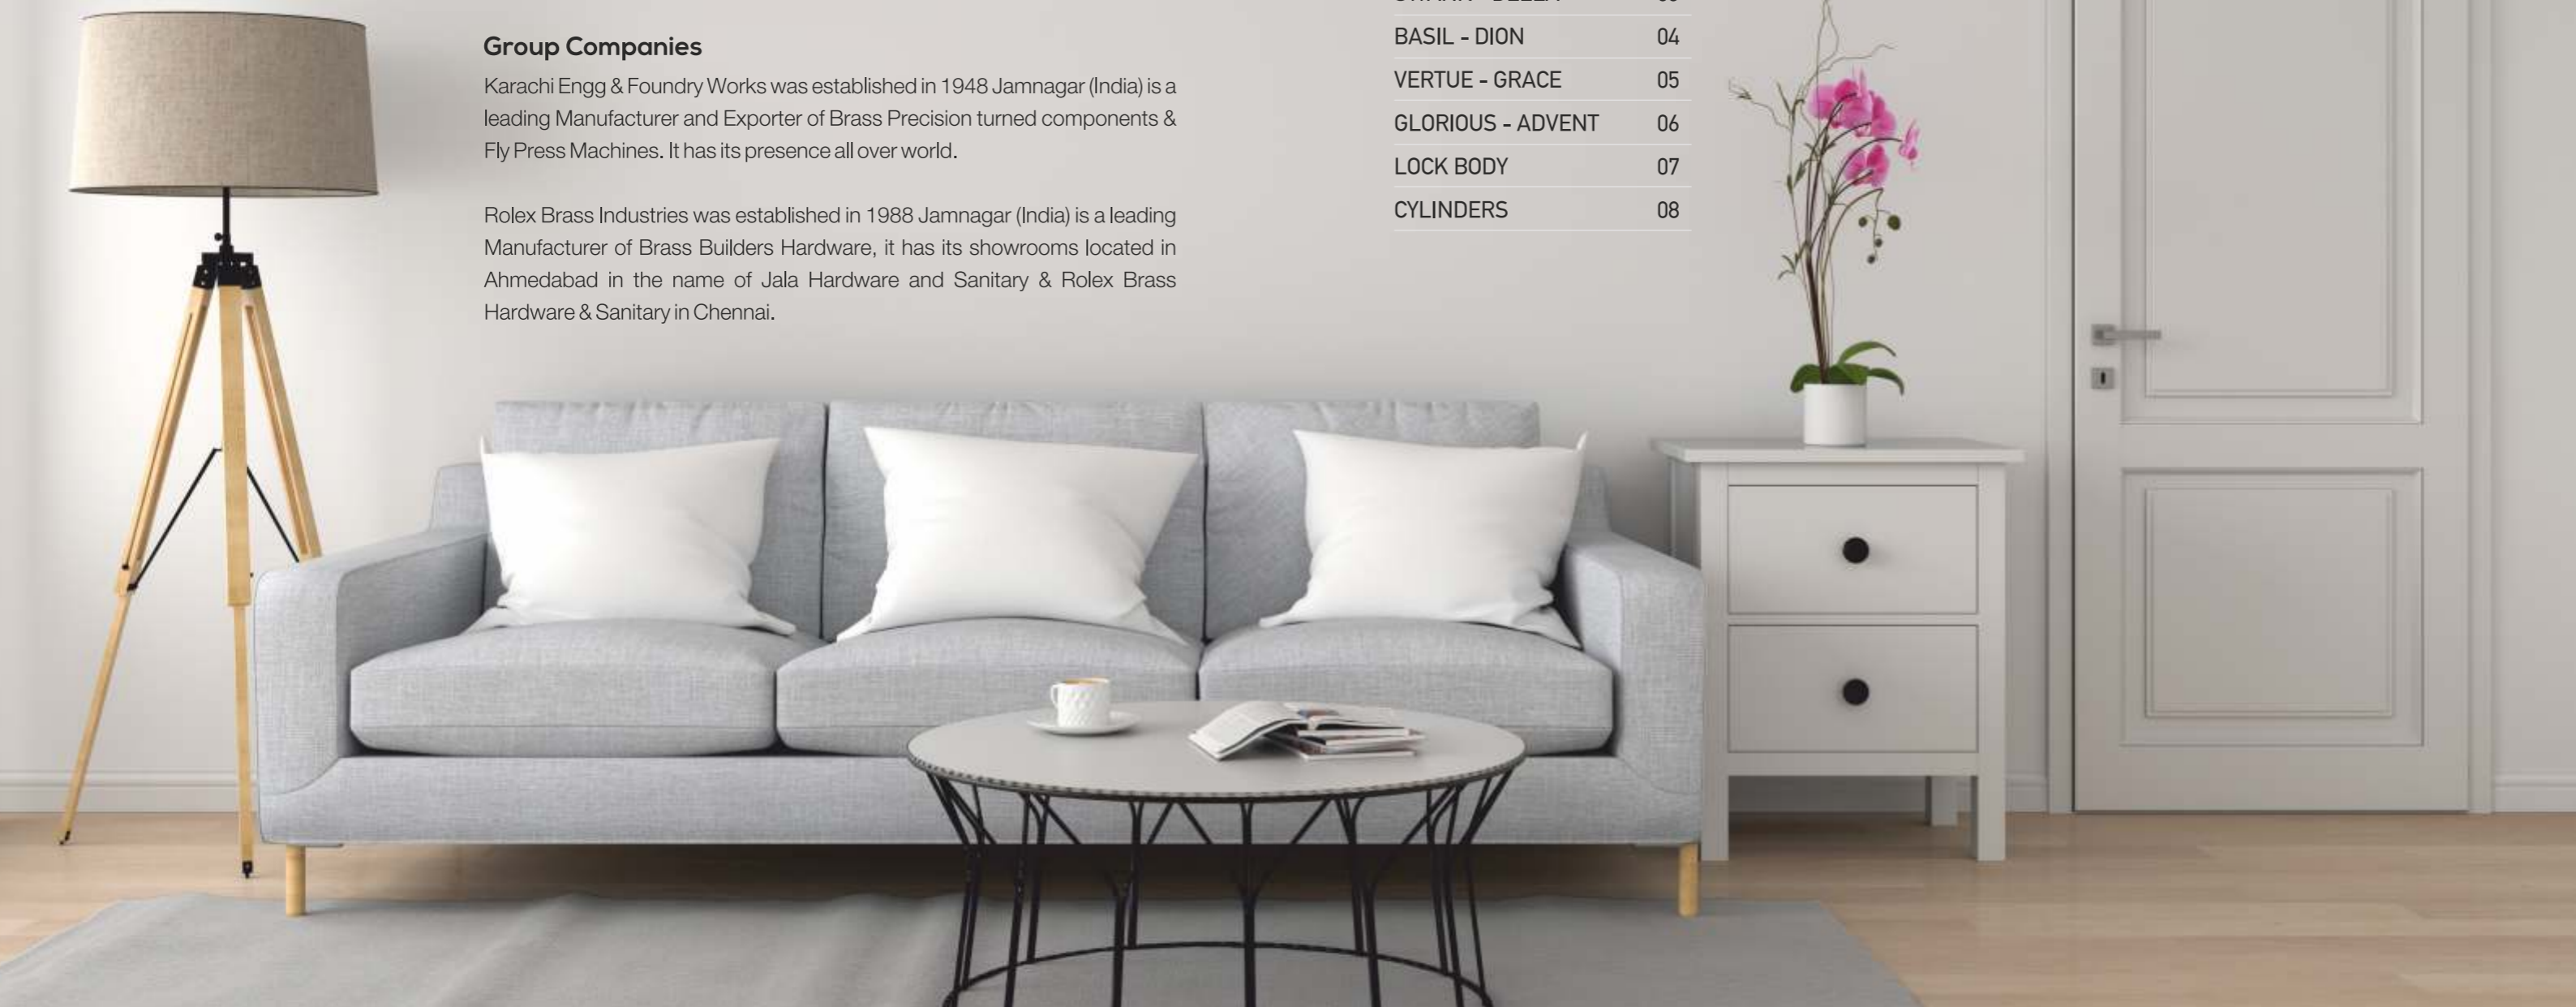 Group Companies
Karachi Engg & Foundry Works was established in 1948 Jamnagar (India) is a
leading Manufacturer and Exporter of Brass Precision turned components &
Fly Press Machines. It has its presence all over world.
Rolex Brass Industries was established in 1988 Jamnagar (India) is a leading
Manufacturer of Brass Builders Hardware, it has its showrooms located in
Ahmedabad in the name of Jala Hardware and Sanitary & Rolex Brass
Hardware & Sanitary in Chennai.
BASIL - DION 04
VERTUE - GRACE 05
GLORIOUS - ADVENT 06
LOCK BODY 07
CYLINDERS 08